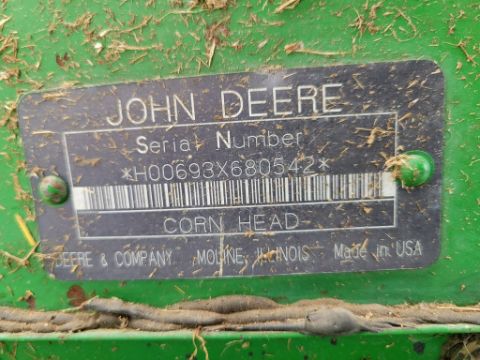 JOHN DEERE
Serial Number
*H00693X680542*
CORN HEAD
DEERE & COMPANY MOLINE, ILLINOIS Made in USA